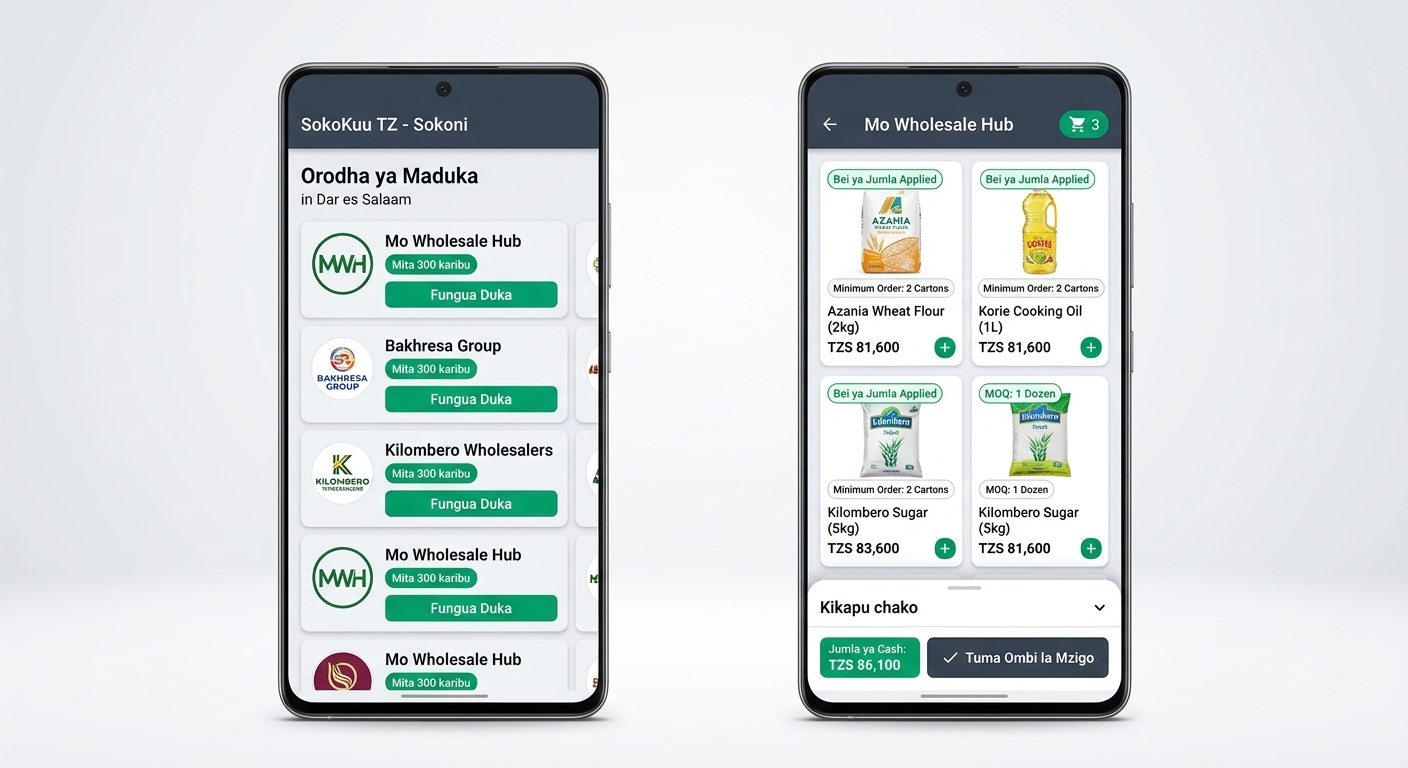 SokoKuu TZ - Sokoni
Orodha ya Maduka
in Dar es Salaam
MWH
Mo Wholesale Hub
Mita 300 karibu
Fungua Duka
BAKHRESA
GROUP
Bakhresa Group
Mita 300 karibu
Fungua Duka
KILOMBERO
Kilombero Wholesalers
Mita 300 karibu
Fungua Duka
MWH
Mo Wholesale Hub
Mita 300 karibu
Fungua Duka
Mo Wholesale Hub
Mita 300 karibu
Mo Wholesale Hub
3
Bei ya Jumla Applied
AZANIA
WHEAT FLOUR
Minimum Order: 2 Cartons
Azania Wheat Flour
(2kg)
TZS 81,600
Bei ya Jumla Applied
Minimum Order: 2 Cartons
Korie Cooking Oil
(1L)
TZS 81,600
Bei ya Jumla Applied
Minimum Order: 2 Cartons
Kilombero Sugar
(5kg)
TZS 83,600
MOQ: 1 Dozen
MOQ: 1 Dozen
Kilombero Sugar
(5kg)
TZS 81,600
Kikapu chako
Jumla ya Cash:
TZS 86,100
Tuma Ombi la Mzigo